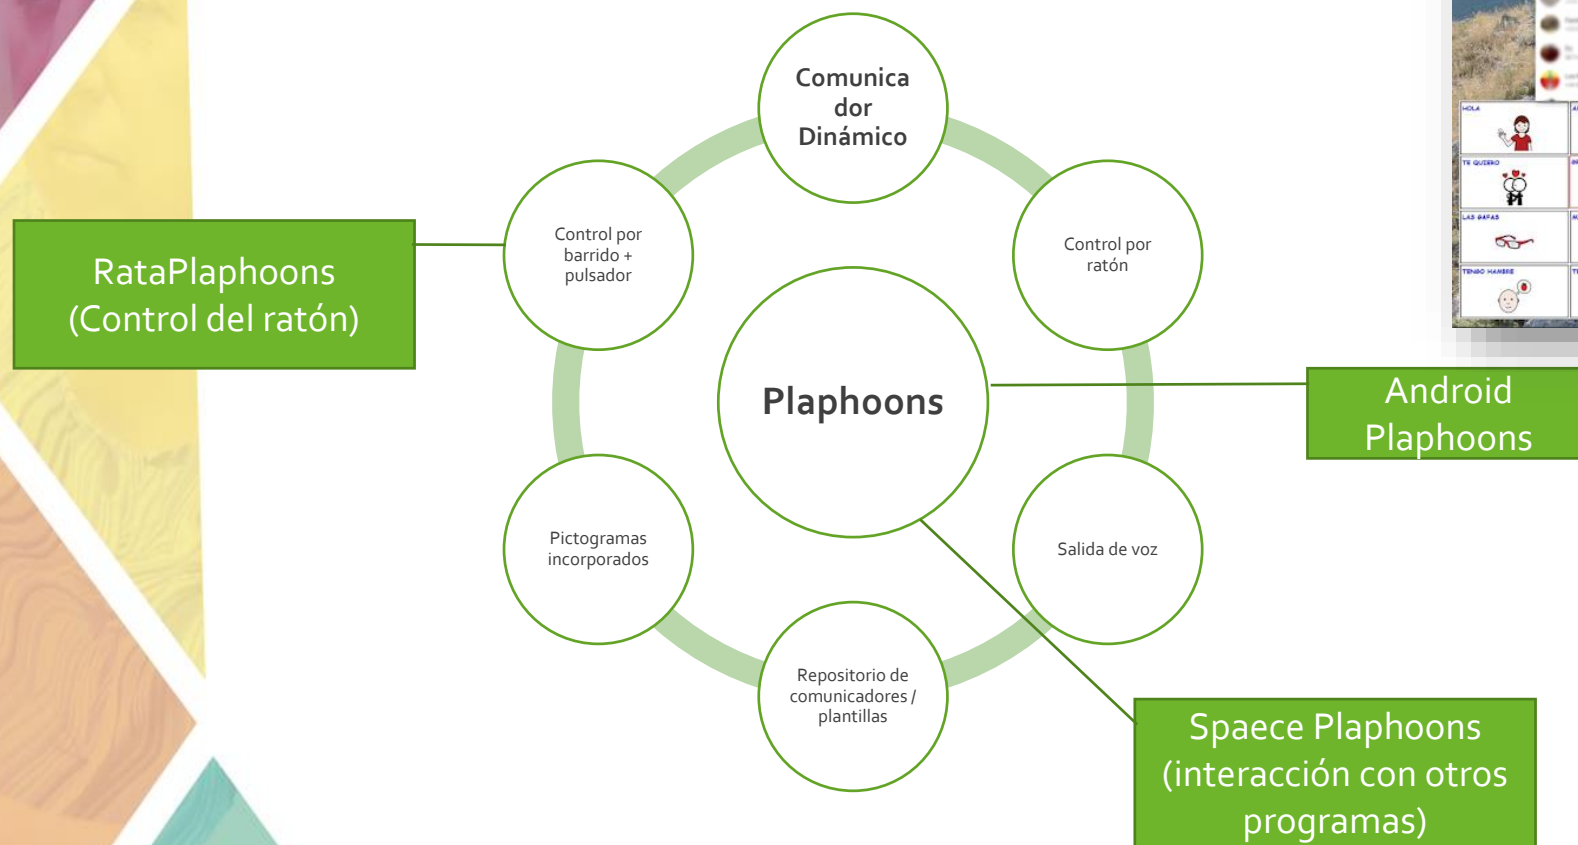 Comunica
dor
Dinámico
Control por
barrido +
pulsador
Control por
ratón
RataPlaphoons
(Control del ratón)
Plaphoons
Android
Plaphoons
Pictogramas
incorporados
Salida de voz
Repositorio de
comunicadores /
plantillas
Spaece Plaphoons
(interacción con otros
programas)
HOLA
TE QUIERO
LAS GAFAS
TENGO HAMBRE